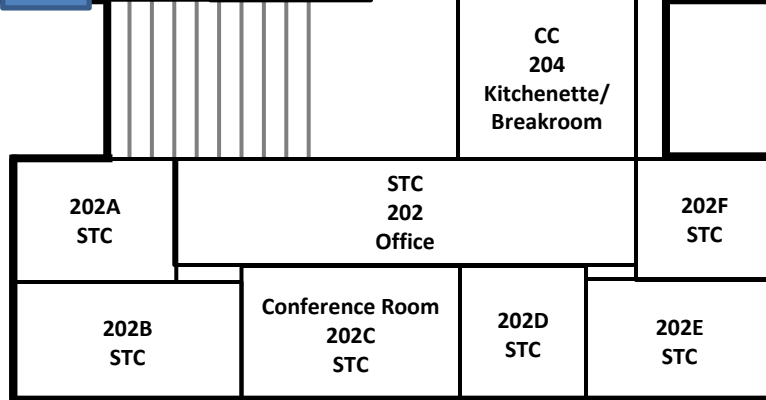 CC
204
Kitchenette/
Breakroom
STC
202
Office
202A
STC
202F
STC
202B
STC
Conference Room
202C
STC
202D
STC
202E
STC